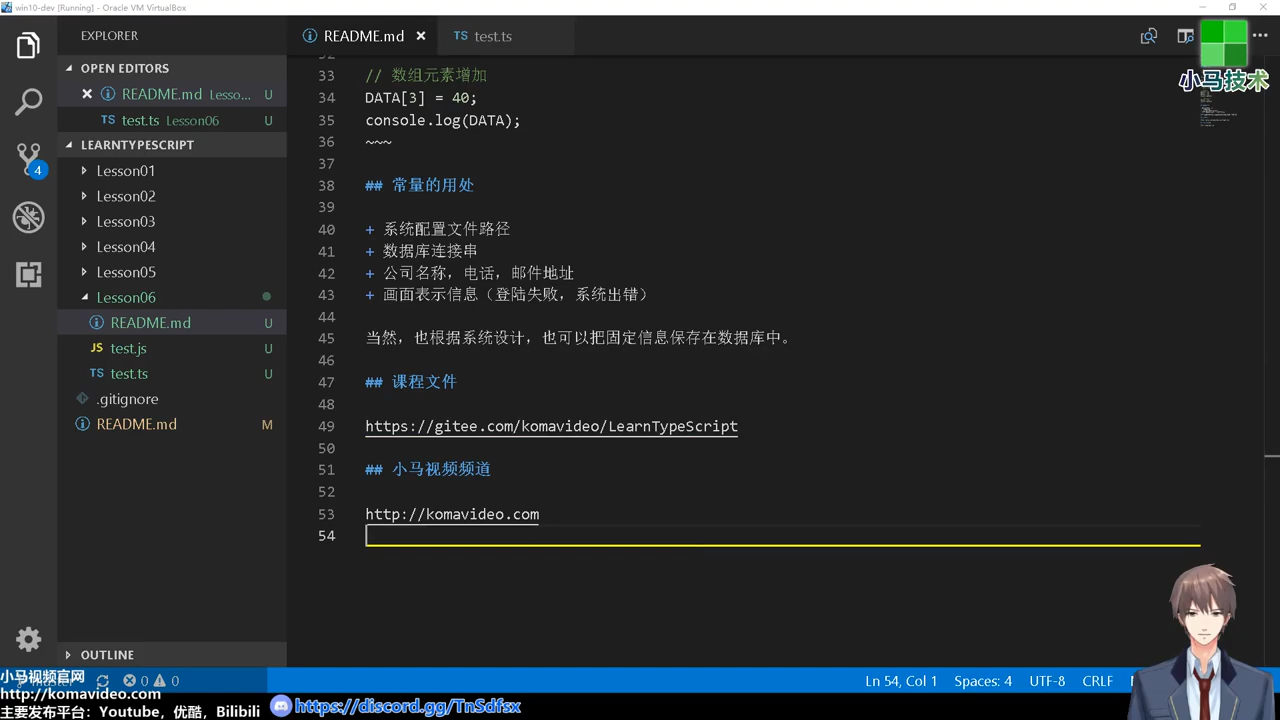 win10-dev [Running] - Oracle VM VirtualBox
EXPLORER
OPEN EDITORS
README.md Lesso... U
TS test.ts Lesson06 U
LEARNTYPESCRIPT
4
Lesson01
Lesson02
Lesson03
Lesson04
Lesson05
Lesson06
README.md U
JS test.js U
TS test.ts U
.gitignore
README.md M
OUTLINE
README.md
TS test.ts
小马技术
33 // 数组元素增加
34 DATA[3] = 40;
35 console.log(DATA);
36 ~~~
37
38 ## 常量的用处
39
40 + 系统配置文件路径
41 + 数据库连接串
42 + 公司名称，电话，邮件地址
43 + 画面表示信息（登陆失败，系统出错）
44
45 当然，也根据系统设计，也可以把固定信息保存在数据库中。
46
47 ## 课程文件
48
49 https://gitee.com/komavideo/LearnTypeScript
50
51 ## 小马视频频道
52
53 http://komavideo.com
54
小马视频官网
http://komavideo.com
主要发布平台：Youtube，优酷，Bilibili
0 0
https://discord.gg/TnSdfsx
Ln 54, Col 1 Spaces: 4 UTF-8 CRLF